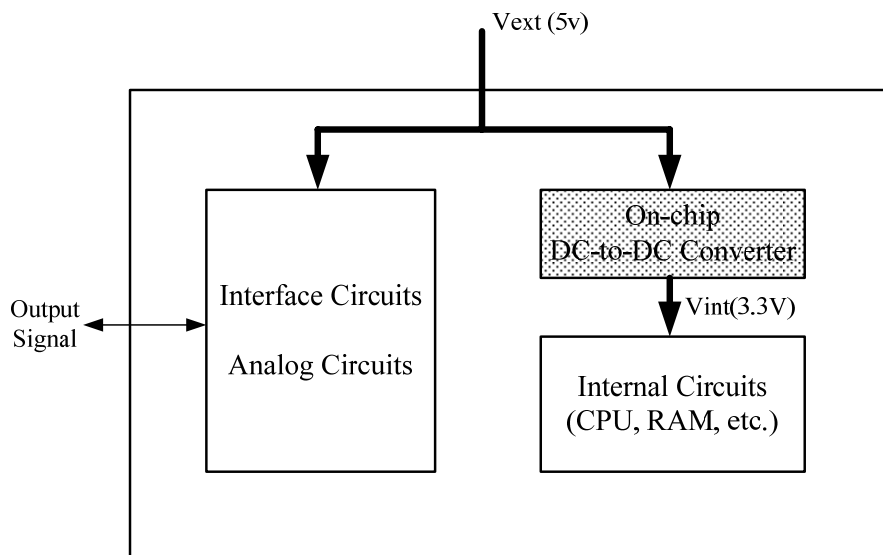 Vext (5v)
On-chip
DC-to-DC Converter
Interface Circuits
Analog Circuits
Output
Signal
Vint(3.3V)
Internal Circuits
(CPU, RAM, etc.)